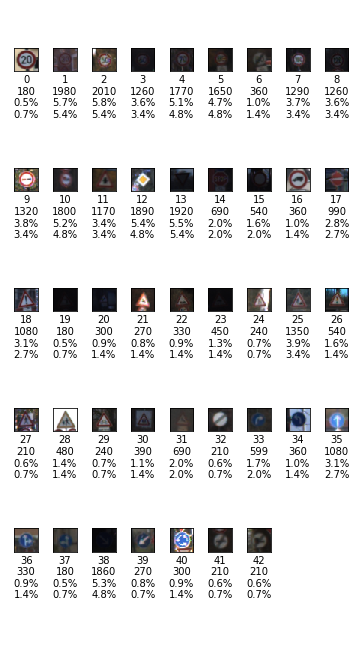 0 1 2 3 4 5 6 7 8
180 1980 2010 1260 1770 1650 360 1290 1260
0.5% 5.7% 5.8% 3.6% 5.1% 4.7% 1.0% 3.7% 3.6%
0.7% 5.4% 5.4% 3.4% 4.8% 4.8% 1.4% 3.4% 3.4%
9 10 11 12 13 14 15 16 17
1320 1800 1170 1890 1920 690 540 360 990
3.8% 5.2% 3.4% 5.4% 5.5% 2.0% 1.6% 1.0% 2.8%
3.4% 4.8% 3.4% 4.8% 5.4% 2.0% 2.0% 1.4% 2.7%
18 19 20 21 22 23 24 25 26
1080 180 300 270 330 450 240 1350 540
3.1% 0.5% 0.9% 0.8% 0.9% 1.3% 0.7% 3.9% 1.6%
2.7% 0.7% 1.4% 1.4% 1.4% 1.4% 0.7% 3.4% 1.4%
27 28 29 30 31 32 33 34 35
210 480 240 390 690 210 599 360 1080
0.6% 1.4% 0.7% 1.1% 2.0% 0.6% 1.7% 1.0% 3.1%
0.7% 1.4% 0.7% 1.4% 2.0% 0.7% 2.0% 1.4% 2.7%
36 37 38 39 40 41 42
330 180 1860 270 300 210 210
0.9% 0.5% 5.3% 0.8% 0.9% 0.6% 0.6%
1.4% 0.7% 4.8% 0.7% 1.4% 0.7% 0.7%